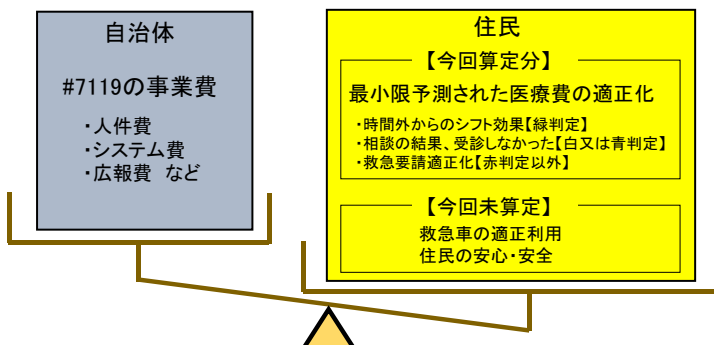 自治体
#7119の事業費
・人件費
・システム費
・広報費 など
住民
【今回算定分】
最小限予測された医療費の適正化
・時間外からのシフト効果【緑判定】
・相談の結果、受診しなかった【白又は青判定】
・救急要請適正化【赤判定以外】
【今回未算定】
救急車の適正利用
住民の安心・安全